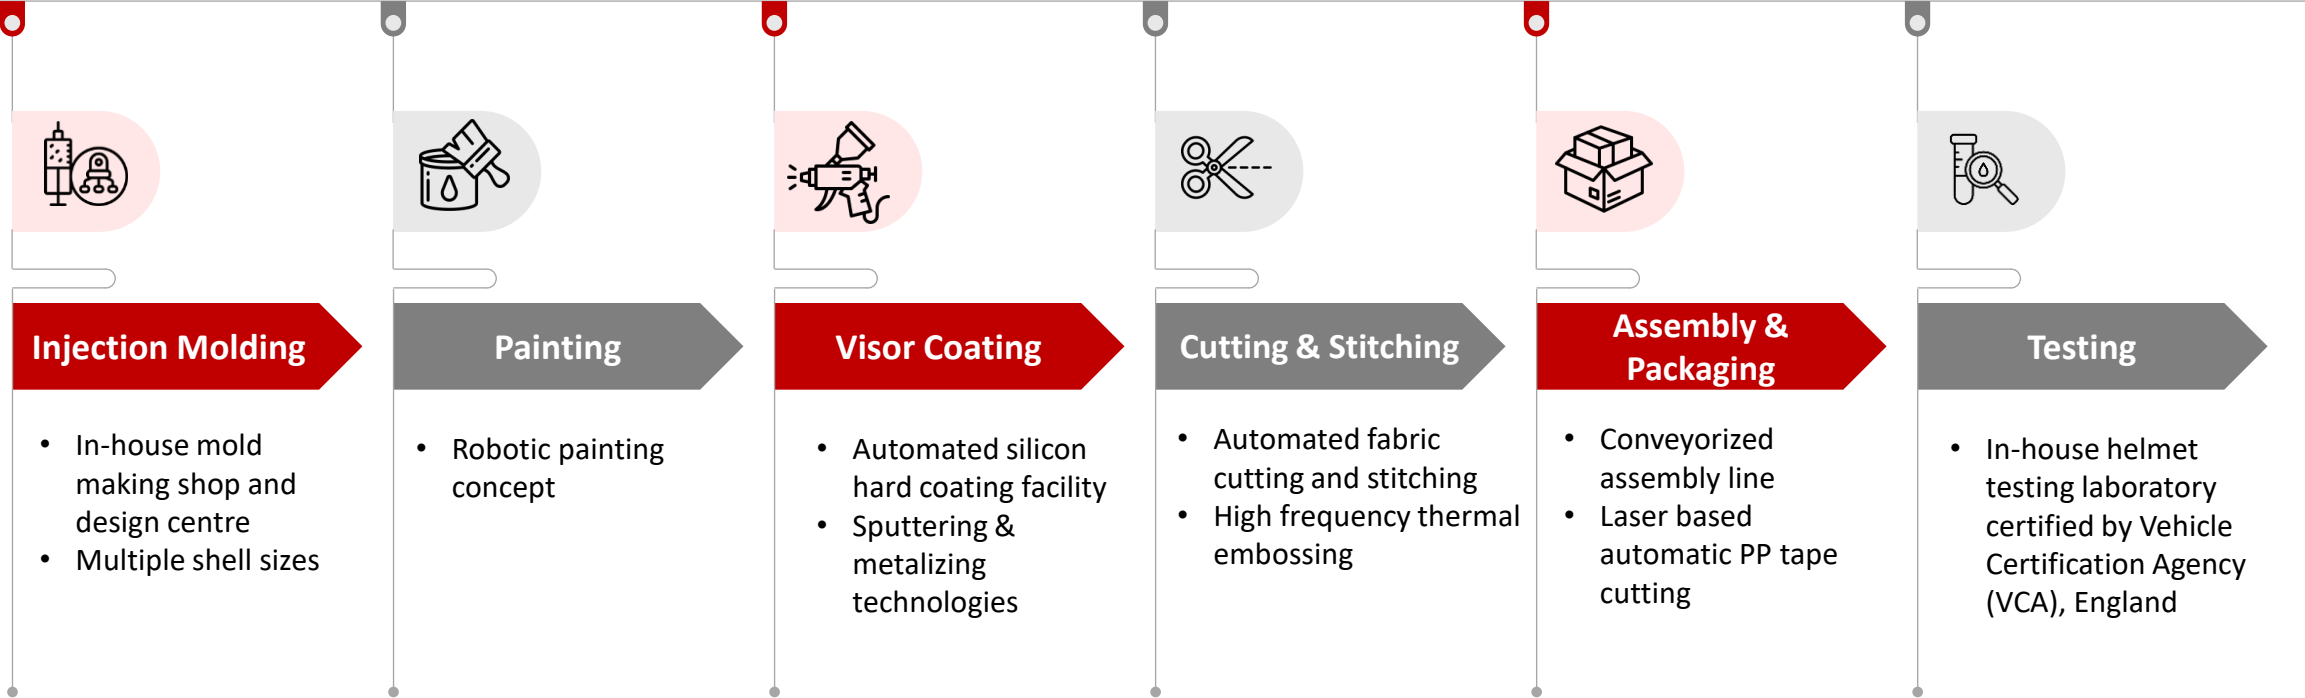 Injection Molding
• In-house mold
making shop and
design centre
• Multiple shell sizes
Painting
• Robotic painting
concept
Visor Coating
• Automated silicon
hard coating facility
• Sputtering &
metalizing
technologies
Cutting & Stitching
• Automated fabric
cutting and stitching
• High frequency thermal
embossing
Assembly &
Packaging
• Conveyorized
assembly line
• Laser based
automatic PP tape
cutting
Testing
• In-house helmet
testing laboratory
certified by Vehicle
Certification Agency
(VCA), England